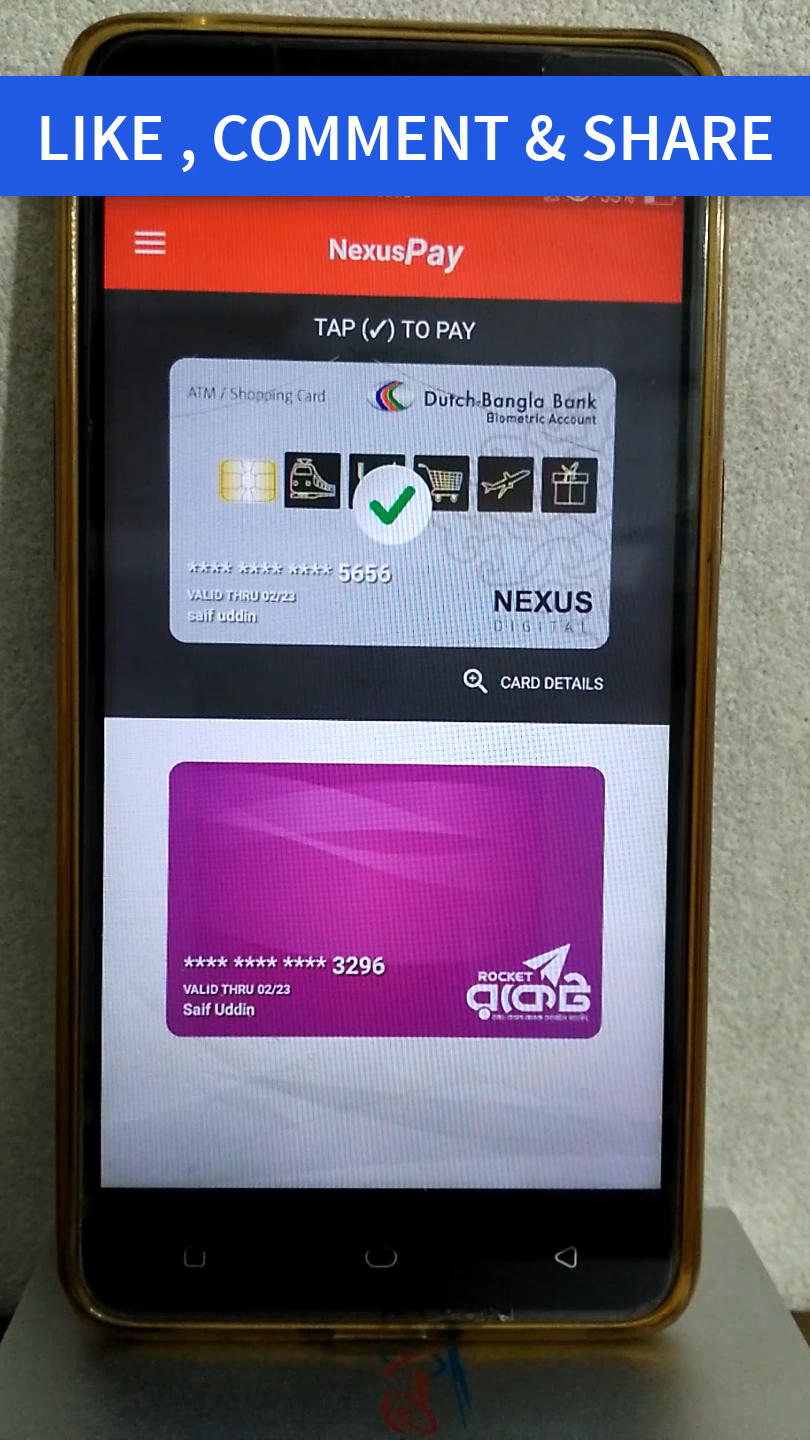 LIKE , COMMENT & SHARE
NexusPay
TAP (✓) TO PAY
ATM / Shopping Card
Dutch-Bangla Bank
Biometric Account
**** **** **** 5656
VALID THRU 02/23
saif uddin
NEXUS
DIGITAL
CARD DETAILS
**** **** **** 3296
VALID THRU 02/23
Saif Uddin
ROCKET
রকেট